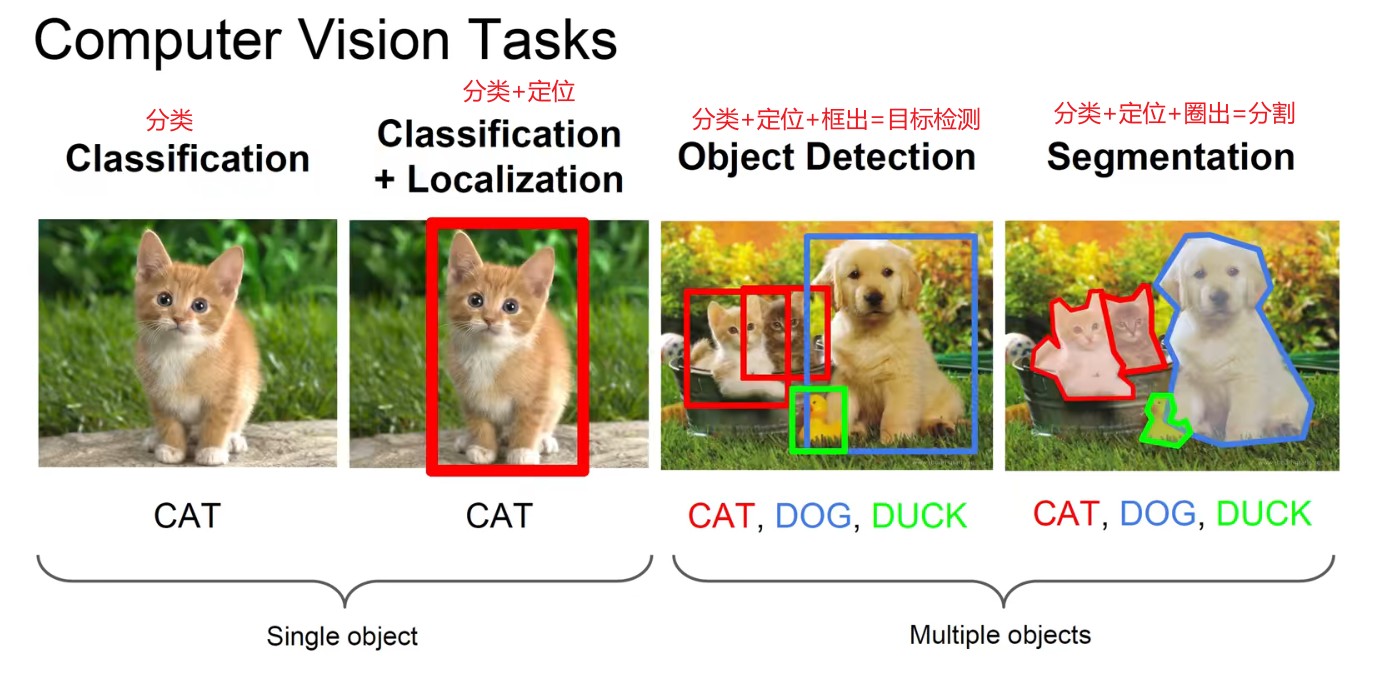 Computer Vision Tasks
分类
Classification
分类+定位
Classification
+ Localization
分类+定位+框出=目标检测
Object Detection
分类+定位+圈出=分割
Segmentation
CAT
CAT
CAT, DOG, DUCK
CAT, DOG, DUCK
Single object
Multiple objects